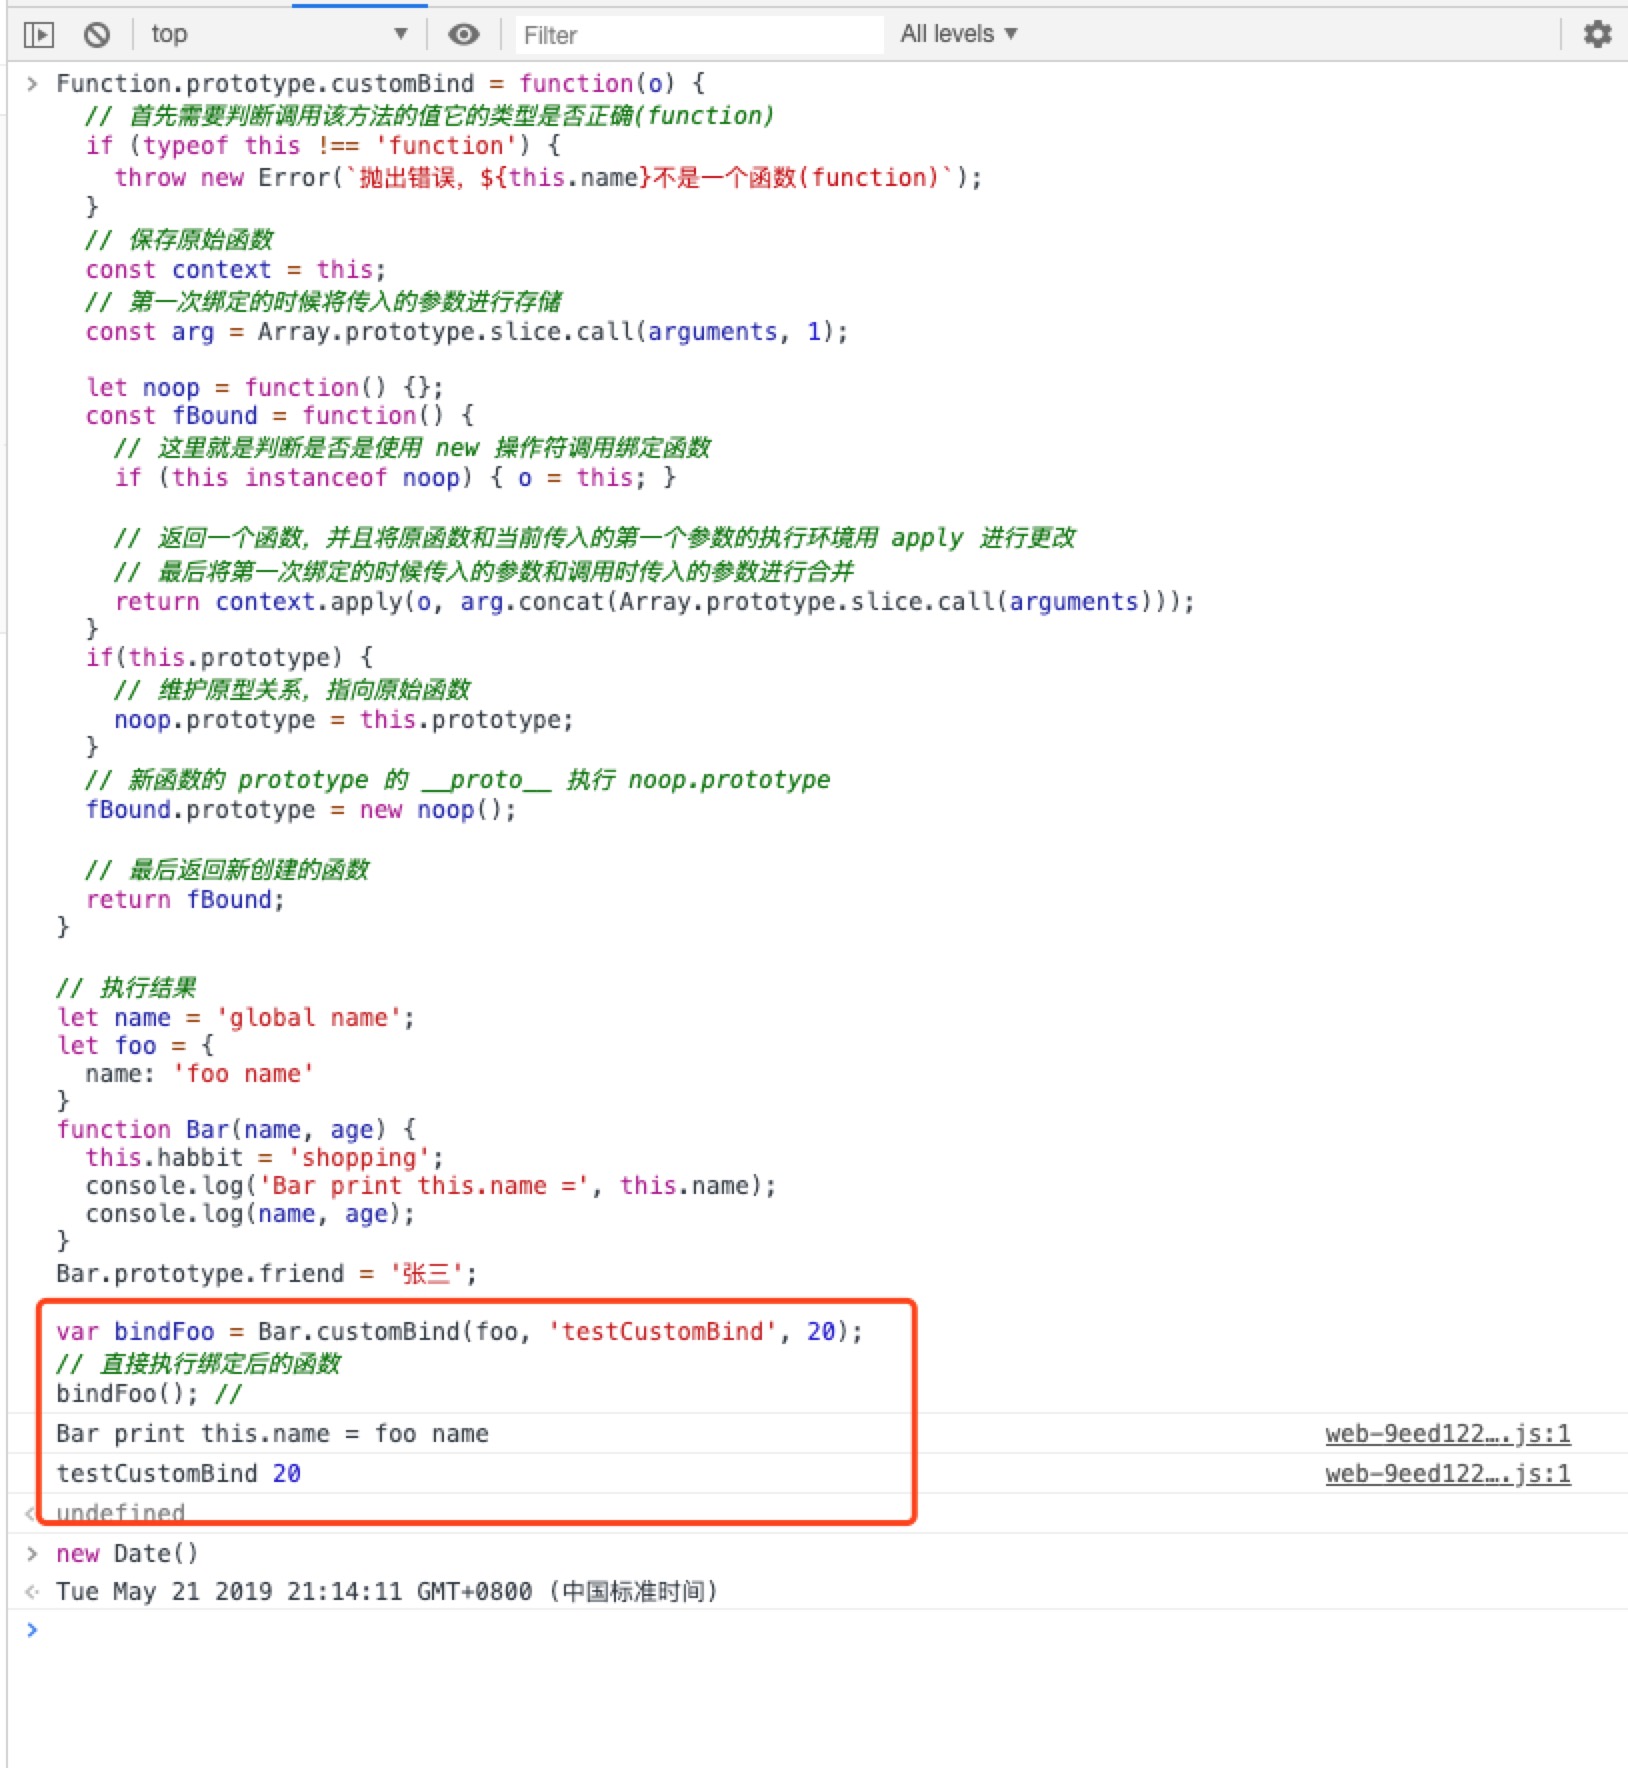 top ▼ Filter All levels ▼
> Function.prototype.customBind = function(o) {
// 首先需要判断调用该方法的值它的类型是否正确(function)
if (typeof this !== 'function') {
throw new Error(`抛出错误，${this.name}不是一个函数(function)`);
}
// 保存原始函数
const context = this;
// 第一次绑定的时候将传入的参数进行存储
const arg = Array.prototype.slice.call(arguments, 1);
let noop = function() {};
const fBound = function() {
// 这里就是判断是否是使用 new 操作符调用绑定函数
if (this instanceof noop) { o = this; }
// 返回一个函数，并且将原函数和当前传入的第一个参数的执行环境用 apply 进行更改
// 最后将第一次绑定的时候传入的参数和调用时传入的参数进行合并
return context.apply(o, arg.concat(Array.prototype.slice.call(arguments)));
}
if(this.prototype) {
// 维护原型关系，指向原始函数
noop.prototype = this.prototype;
}
// 新函数的 prototype 的 __proto__ 执行 noop.prototype
fBound.prototype = new noop();
// 最后返回新创建的函数
return fBound;
}
// 执行结果
let name = 'global name';
let foo = {
name: 'foo name'
}
function Bar(name, age) {
this.habbit = 'shopping';
console.log('Bar print this.name =', this.name);
console.log(name, age);
}
Bar.prototype.friend = '张三';
var bindFoo = Bar.customBind(foo, 'testCustomBind', 20);
// 直接执行绑定后的函数
bindFoo(); //
Bar print this.name = foo name web-9eed122….js:1
testCustomBind 20 web-9eed122….js:1
undefined
> new Date()
Tue May 21 2019 21:14:11 GMT+0800 (中国标准时间)
>